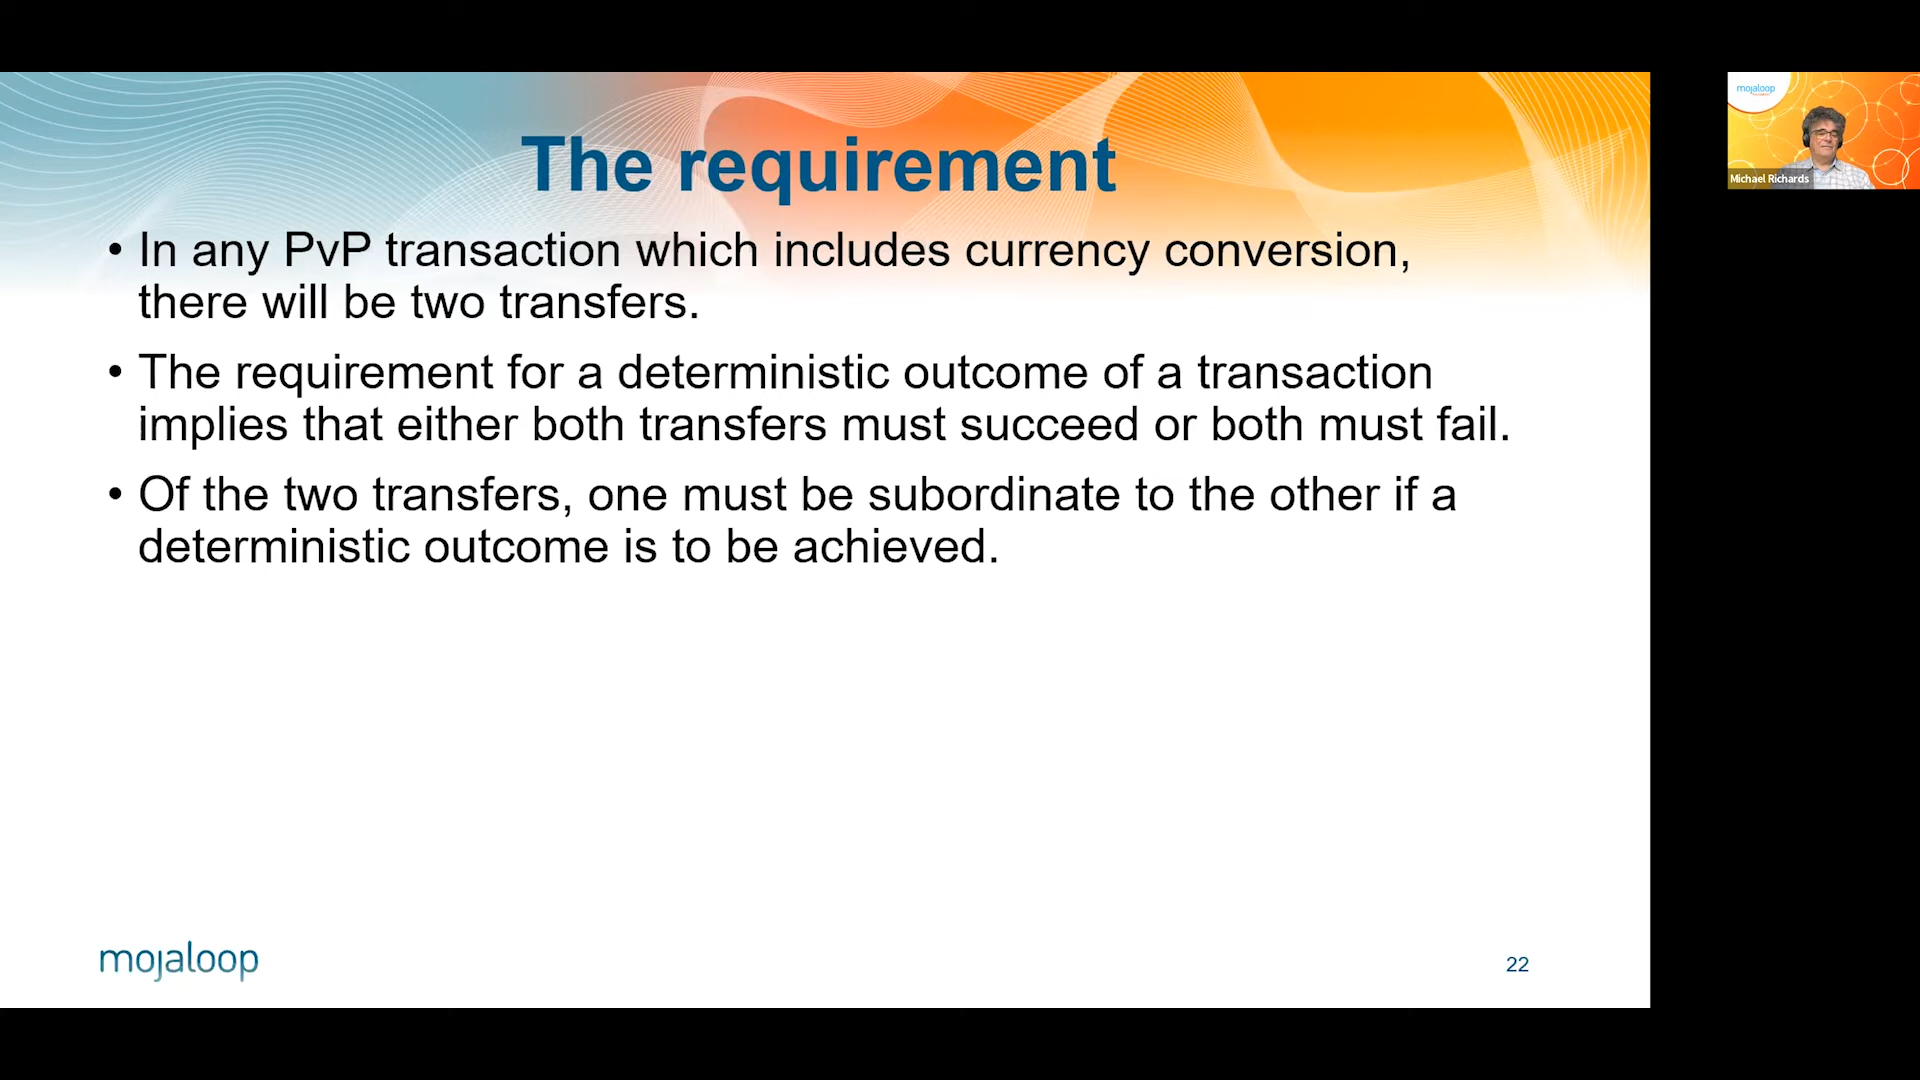 The requirement
• In any PvP transaction which includes currency conversion,
there will be two transfers.
• The requirement for a deterministic outcome of a transaction
implies that either both transfers must succeed or both must fail.
• Of the two transfers, one must be subordinate to the other if a
deterministic outcome is to be achieved.
mojaloop
22
mojaloop
Michael Richards